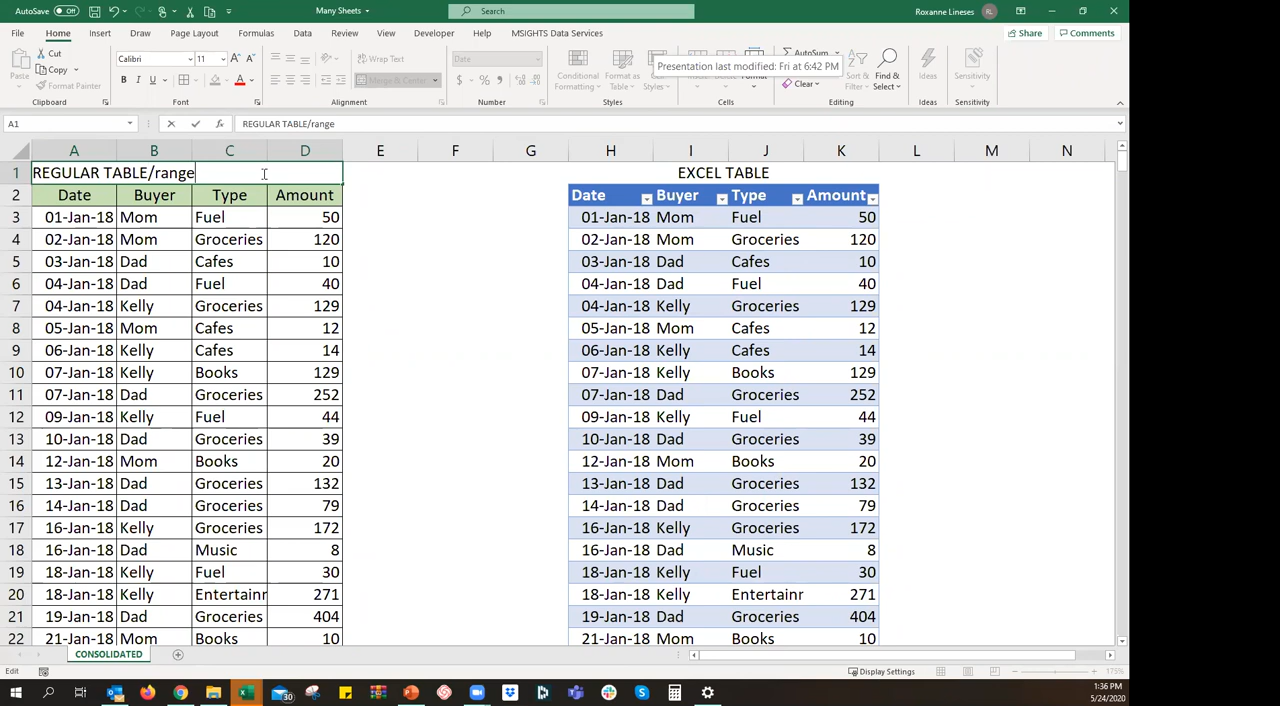 AutoSave Off Many Sheets Search Roxanne Lineses RL
File Home Insert Draw Page Layout Formulas Data Review View Developer Help MSIGHTS Data Services Share Comments
Paste Cut Copy Format Painter
Calibri 11
B I U A
Wrap Text
Merge & Center
Date
$ % 9
Conditional Formatting Format as Table Styles
Presentation last modified: Fri at 6:42 PM
Format
AutoSum
Clear
Sort & Filter Find & Select
Ideas
Sensitivity
Clipboard Font Alignment Number Styles Cells Editing Ideas Sensitivity
A1 fx REGULAR TABLE/range
A B C D E F G H I J K L M N
1 REGULAR TABLE/range EXCEL TABLE
2 Date Buyer Type Amount Date Buyer Type Amount
3 01-Jan-18 Mom Fuel 50 01-Jan-18 Mom Fuel 50
4 02-Jan-18 Mom Groceries 120 02-Jan-18 Mom Groceries 120
5 03-Jan-18 Dad Cafes 10 03-Jan-18 Dad Cafes 10
6 04-Jan-18 Dad Fuel 40 04-Jan-18 Dad Fuel 40
7 04-Jan-18 Kelly Groceries 129 04-Jan-18 Kelly Groceries 129
8 05-Jan-18 Mom Cafes 12 05-Jan-18 Mom Cafes 12
9 06-Jan-18 Kelly Cafes 14 06-Jan-18 Kelly Cafes 14
10 07-Jan-18 Kelly Books 129 07-Jan-18 Kelly Books 129
11 07-Jan-18 Dad Groceries 252 07-Jan-18 Dad Groceries 252
12 09-Jan-18 Kelly Fuel 44 09-Jan-18 Kelly Fuel 44
13 10-Jan-18 Dad Groceries 39 10-Jan-18 Dad Groceries 39
14 12-Jan-18 Mom Books 20 12-Jan-18 Mom Books 20
15 13-Jan-18 Dad Groceries 132 13-Jan-18 Dad Groceries 132
16 14-Jan-18 Dad Groceries 79 14-Jan-18 Dad Groceries 79
17 16-Jan-18 Kelly Groceries 172 16-Jan-18 Kelly Groceries 172
18 16-Jan-18 Dad Music 8 16-Jan-18 Dad Music 8
19 18-Jan-18 Kelly Fuel 30 18-Jan-18 Kelly Fuel 30
20 18-Jan-18 Kelly Entertainr 271 18-Jan-18 Kelly Entertainr 271
21 19-Jan-18 Dad Groceries 404 19-Jan-18 Dad Groceries 404
22 21-Jan-18 Mom Books 10 21-Jan-18 Mom Books 10
CONSOLIDATED
Edit Display Settings 173%
30
1:36 PM
5/24/2020